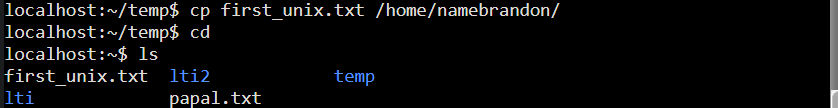 localhost:~/temp$ cp first_unix.txt /home/namebrandon/
localhost:~/temp$ cd
localhost:~$ ls
first_unix.txt  lti2            temp
lti             papal.txt